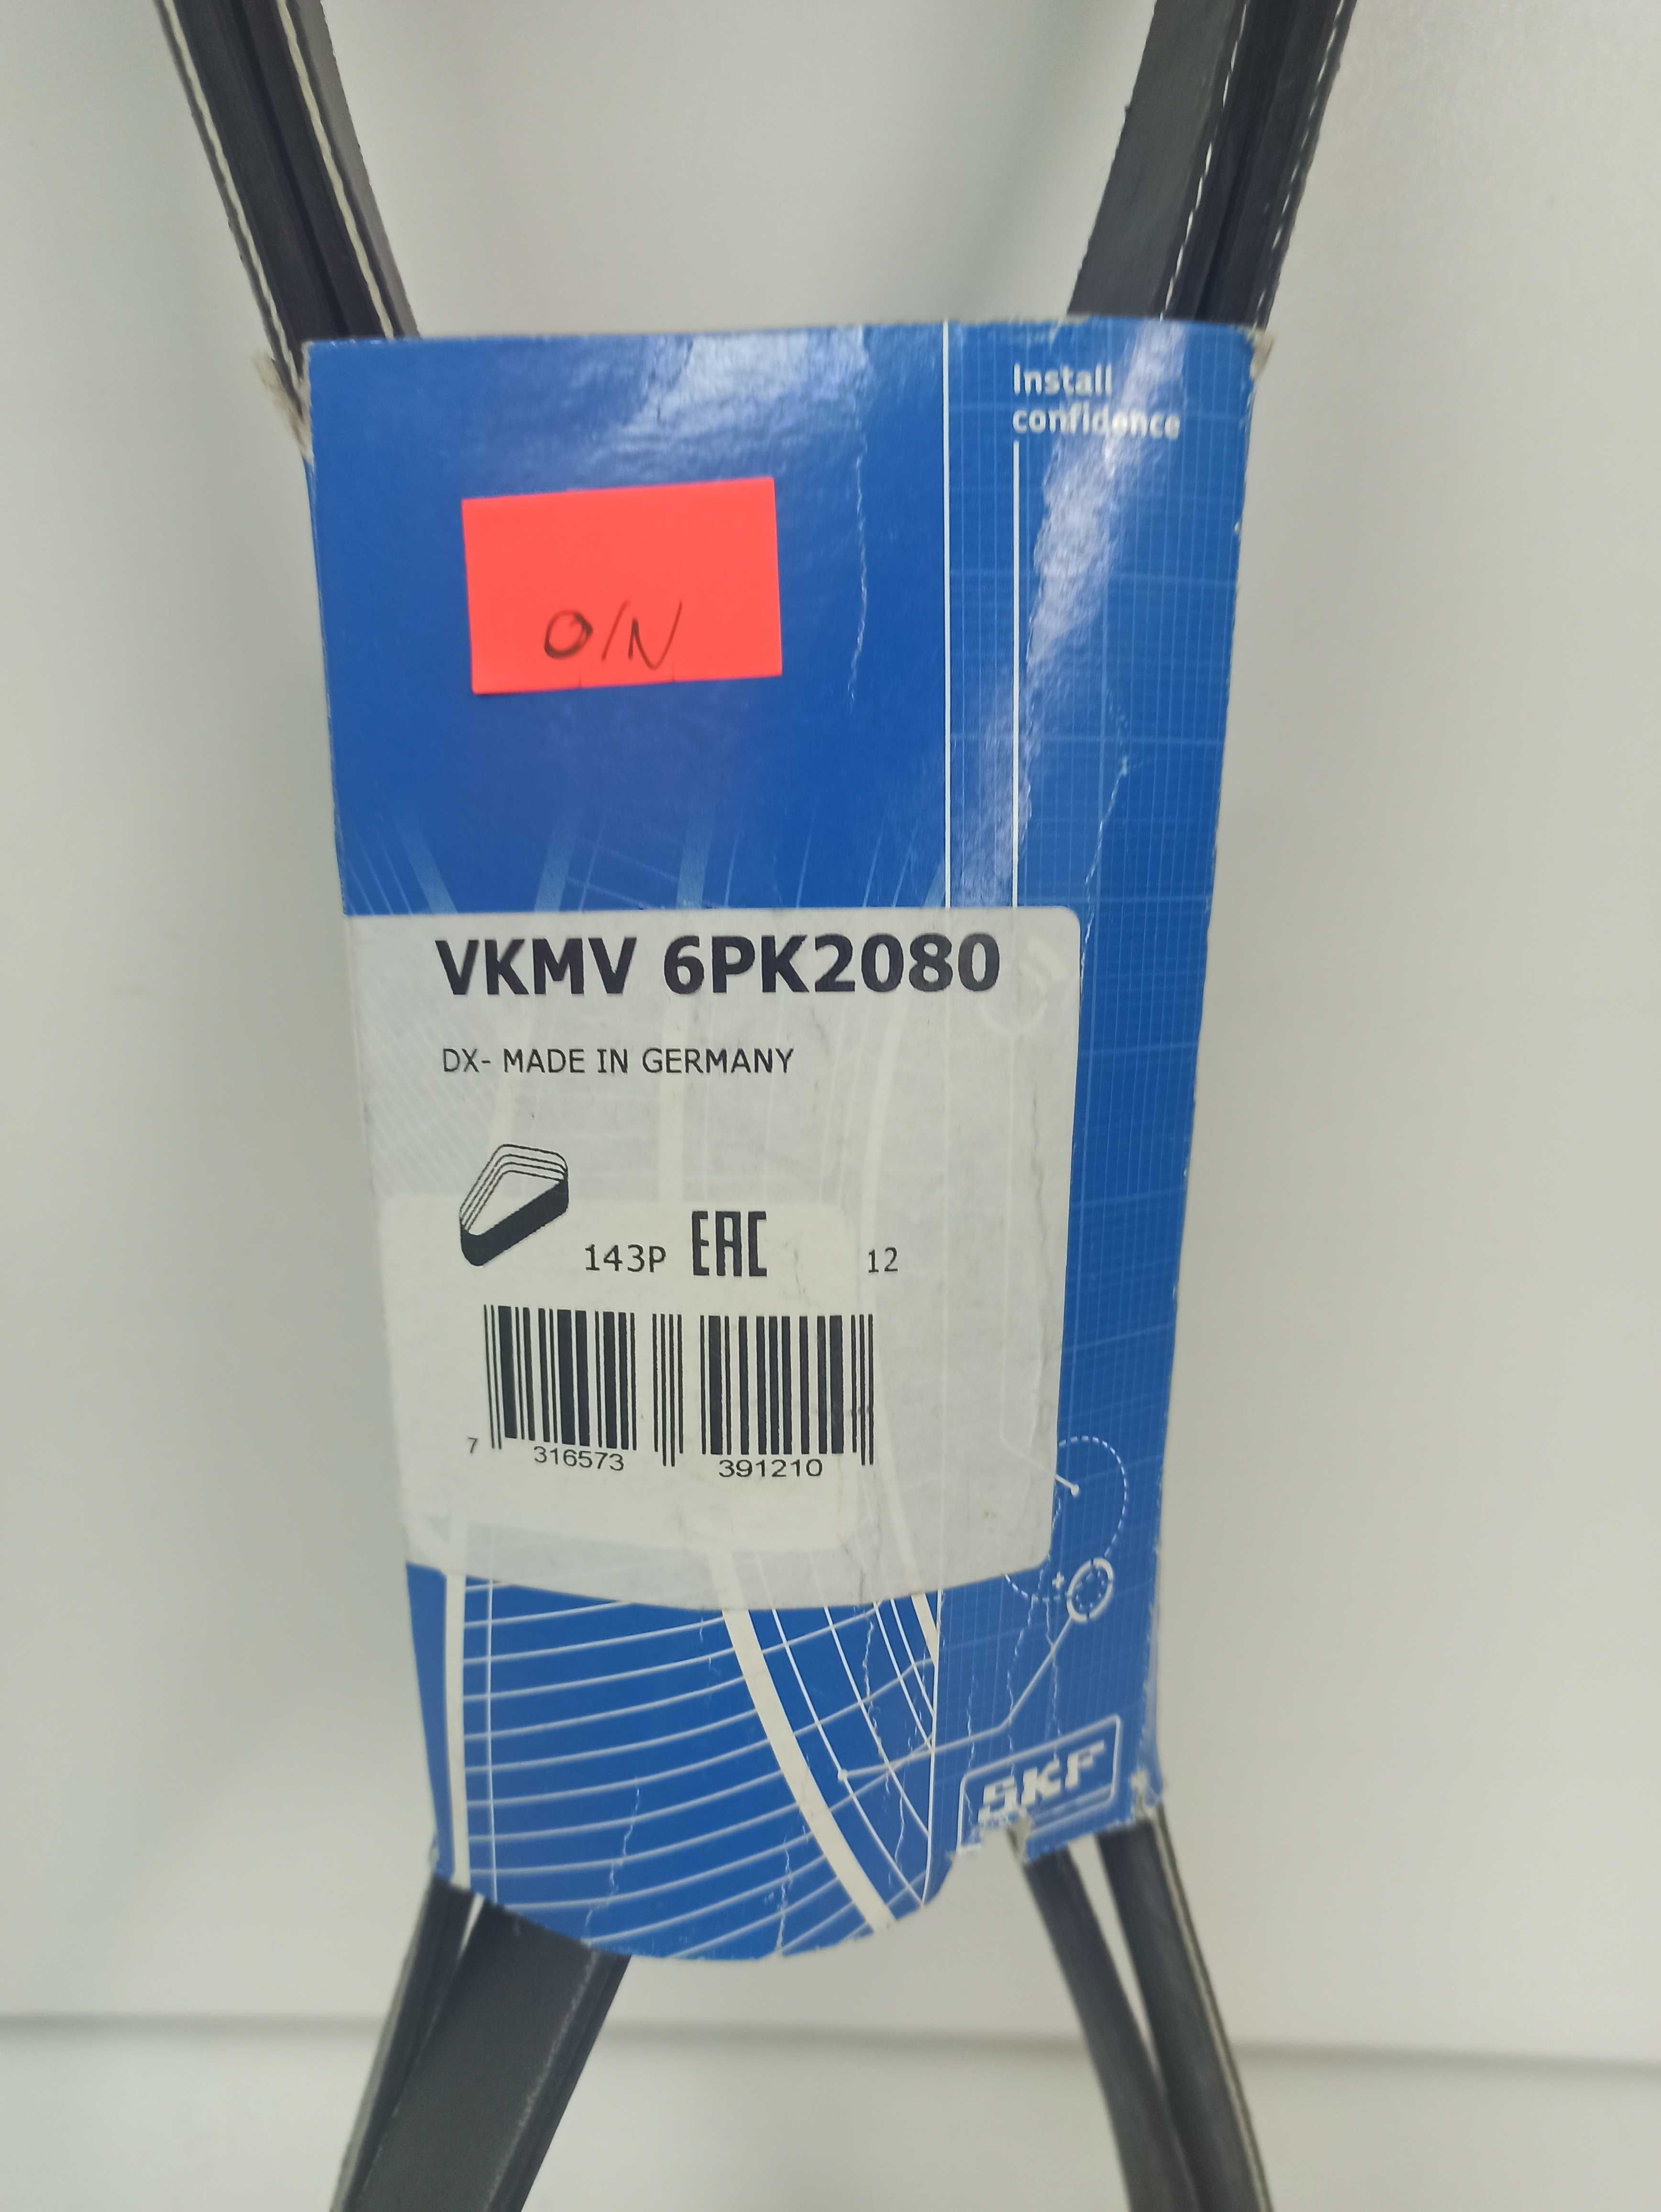 Install
confidence
O/N
VKMV 6PK2080
DX- MADE IN GERMANY
143P EAC 12
7 316573 391210
SKF